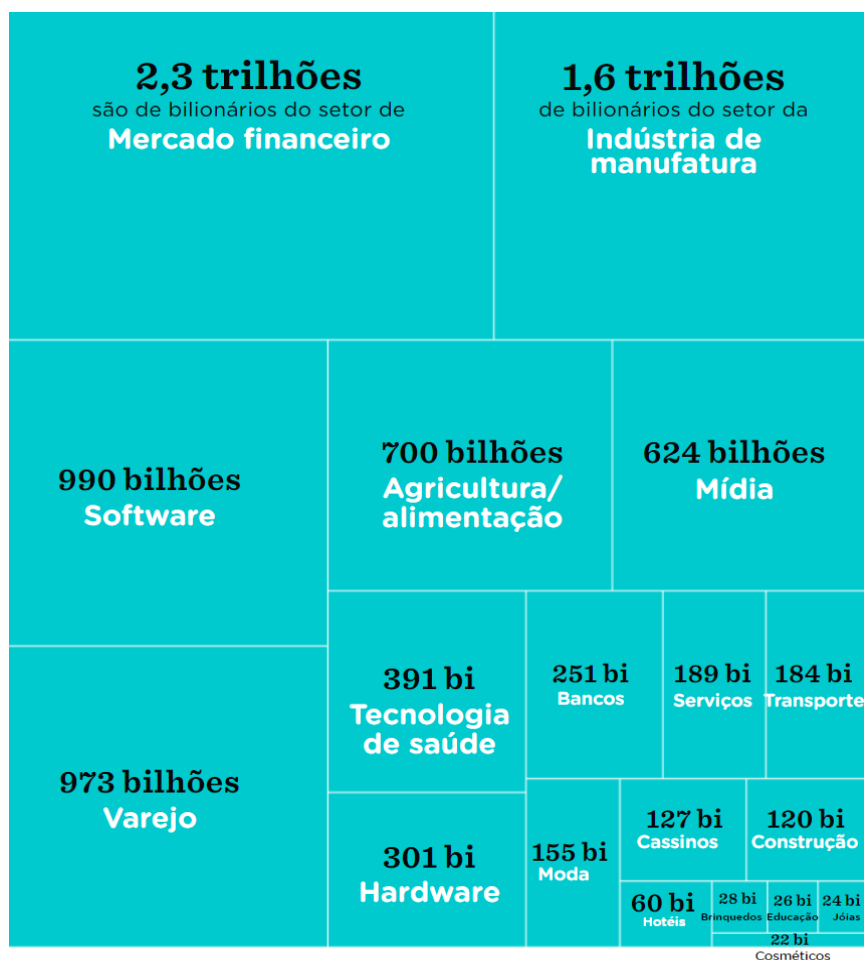 2,3 trilhões
são de bilionários do setor de
Mercado financeiro
1,6 trilhões
de bilionários do setor da
Indústria de
manufatura
990 bilhões
Software
700 bilhões
Agricultura/
alimentação
624 bilhões
Mídia
973 bilhões
Varejo
391 bi
Tecnologia
de saúde
251 bi
Bancos
189 bi
Serviços
184 bi
Transporte
301 bi
Hardware
155 bi
Moda
127 bi
Cassinos
120 bi
Construção
60 bi
Hotéis
28 bi
Brinquedos
26 bi
Educação
24 bi
Jóias
22 bi
Cosméticos